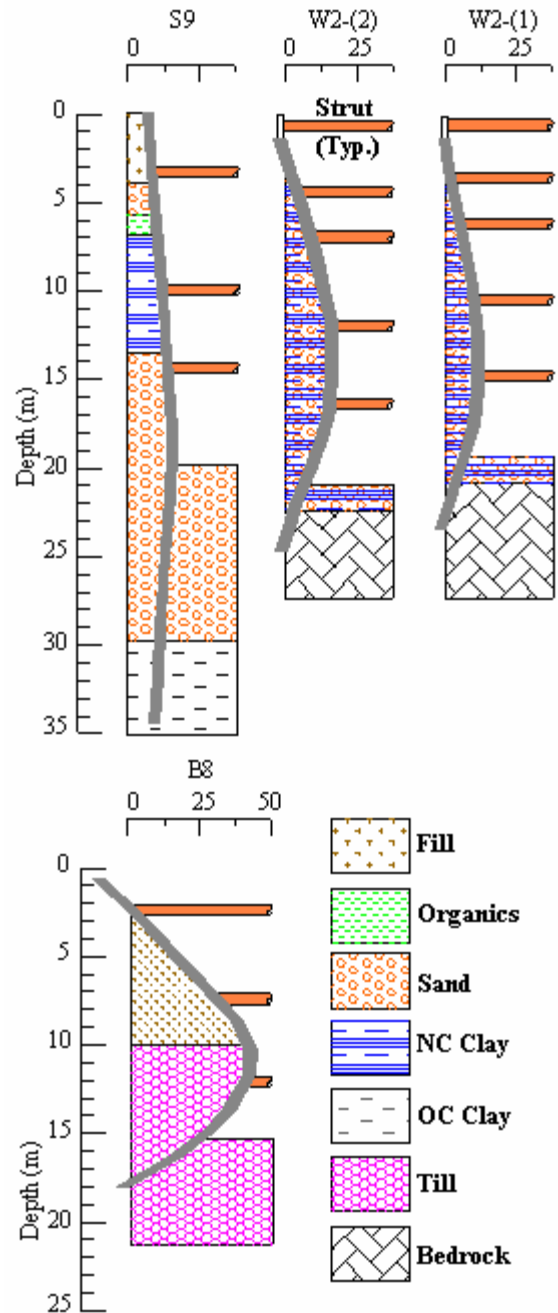 S9
W2-(2)
W2-(1)
0
0 25
0 25
Strut
(Typ.)
0
5
10
15
20
25
30
35
Depth (m)
B8
0 25 50
0
5
10
15
20
25
Depth (m)
Fill
Organics
Sand
NC Clay
OC Clay
Till
Bedrock